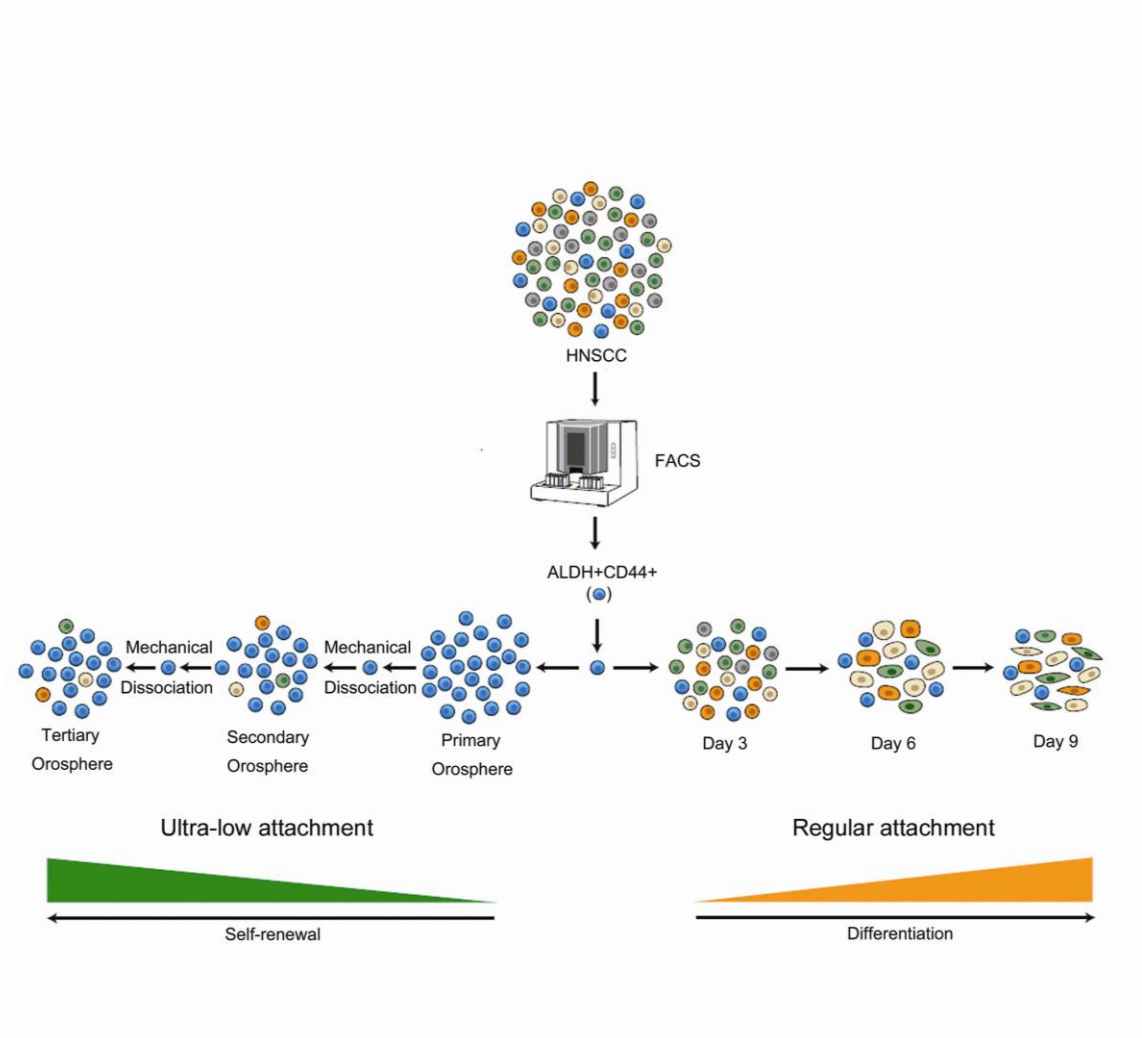 HNSCC
FACS
ALDH+CD44+
( )
Mechanical
Dissociation
Mechanical
Dissociation
Tertiary
Orosphere
Secondary
Orosphere
Primary
Orosphere
Day 3
Day 6
Day 9
Ultra-low attachment
Regular attachment
Self-renewal
Differentiation